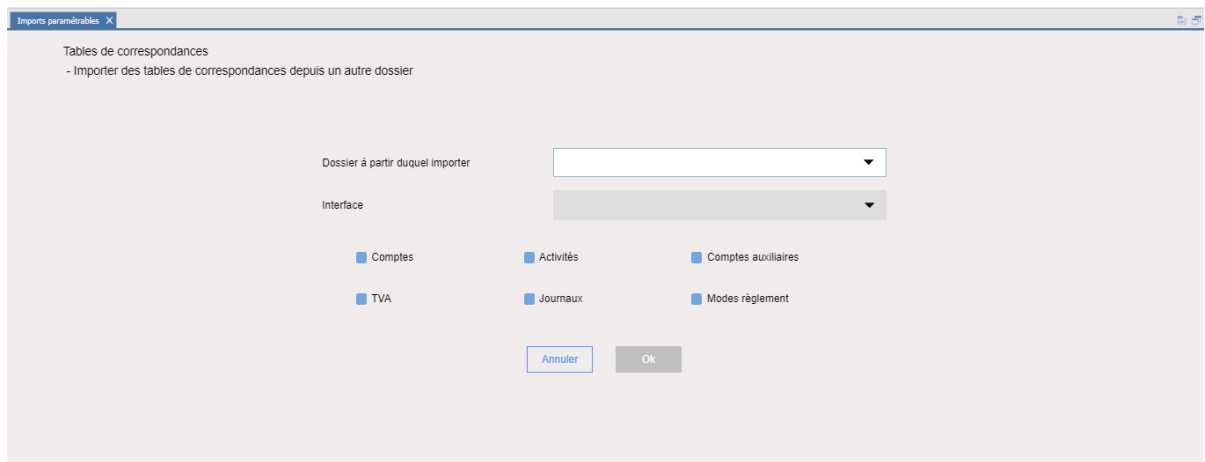 Imports paramétrables X
Tables de correspondances
- Importer des tables de correspondances depuis un autre dossier
Dossier à partir duquel importer
Interface
Comptes Activités Comptes auxiliaires
TVA Journaux Modes règlement
Annuler Ok